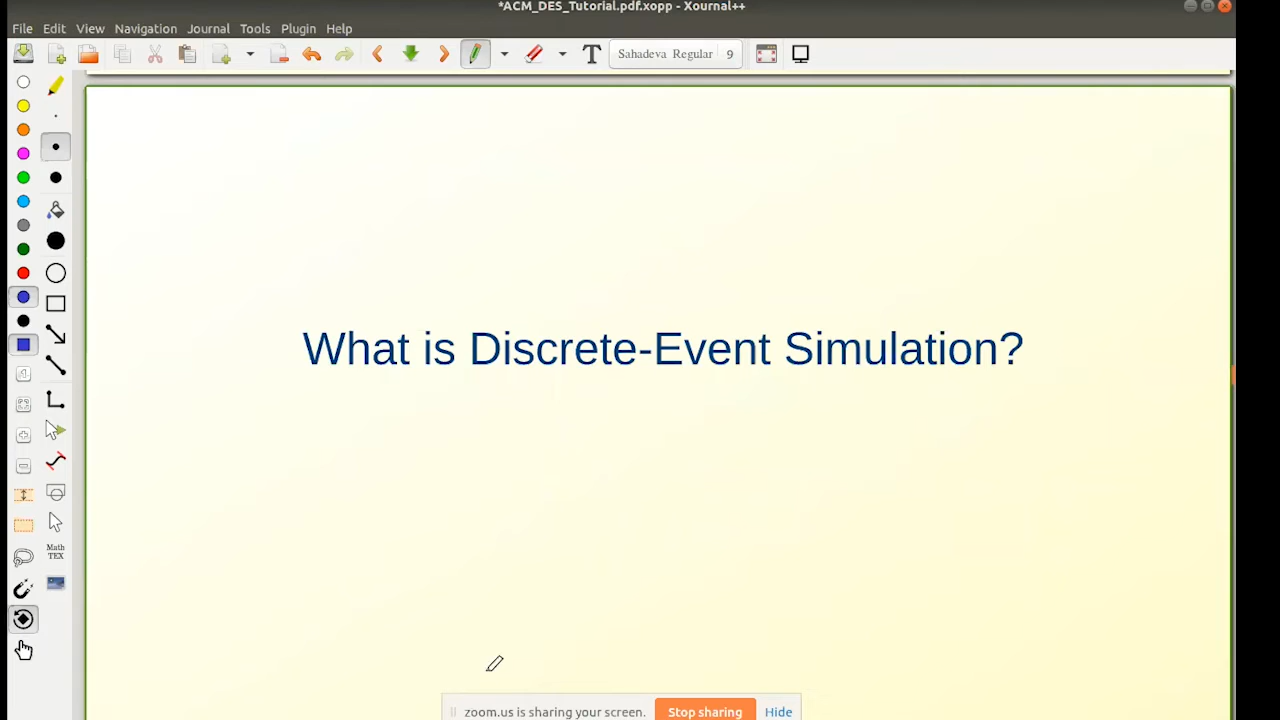 *ACM_DES_Tutorial.pdf.xopp - Xournal++
File Edit View Navigation Journal Tools Plugin Help
T Sahadeva Regular 9
What is Discrete-Event Simulation?
Math
TEX
zoom.us is sharing your screen. Stop sharing Hide